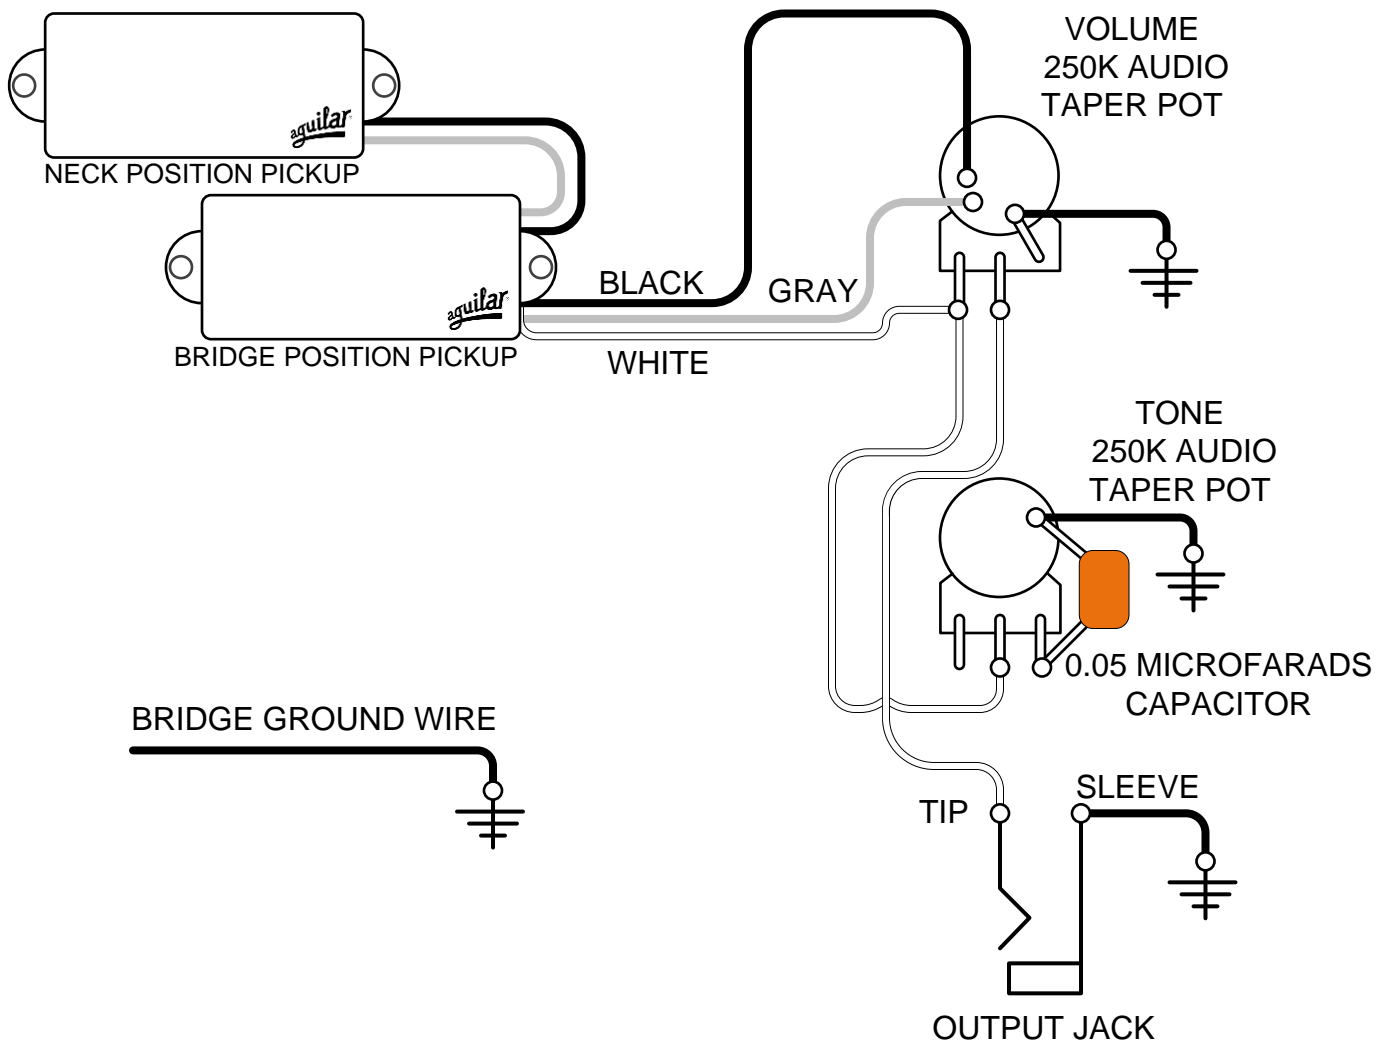 VOLUME
250K AUDIO
TAPER POT
aguilar
NECK POSITION PICKUP
BLACK
GRAY
aguilar
BRIDGE POSITION PICKUP
WHITE
TONE
250K AUDIO
TAPER POT
0.05 MICROFARADS
CAPACITOR
BRIDGE GROUND WIRE
SLEEVE
TIP
OUTPUT JACK